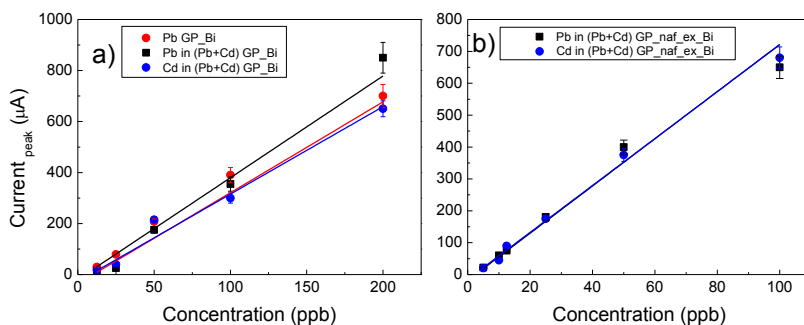 a)
Pb GP_Bi
Pb in (Pb+Cd) GP_Bi
Cd in (Pb+Cd) GP_Bi
Current peak (µA)
1000
800
600
400
200
0
0 50 100 150 200
Concentration (ppb)
b)
Pb in (Pb+Cd) GP_naf_ex_Bi
Cd in (Pb+Cd) GP_naf_ex_Bi
800
700
600
500
400
300
200
100
0
0 20 40 60 80 100
Concentration (ppb)